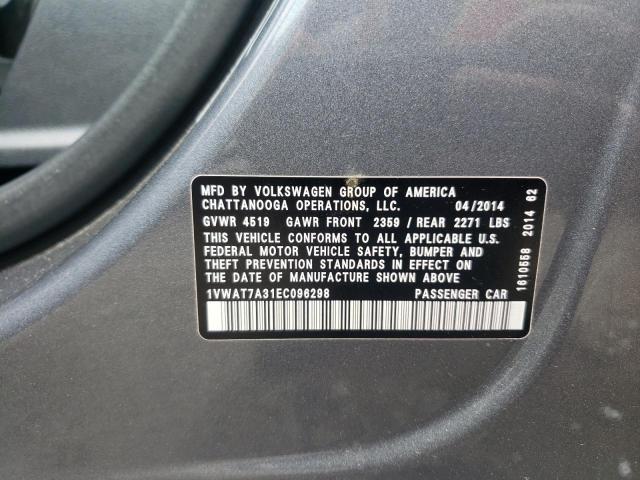 MFD BY VOLKSWAGEN GROUP OF AMERICA
CHATTANOOGA OPERATIONS, LLC. 04/2014
GVWR 4519 GAWR FRONT 2359 / REAR 2271 LBS
THIS VEHICLE CONFORMS TO ALL APPLICABLE U.S.
FEDERAL MOTOR VEHICLE SAFETY, BUMPER AND
THEFT PREVENTION STANDARDS IN EFFECT ON
THE DATE OF MANUFACTURE SHOWN ABOVE
1VWAT7A31EC096298 PASSENGER CAR
1610558 2014 62